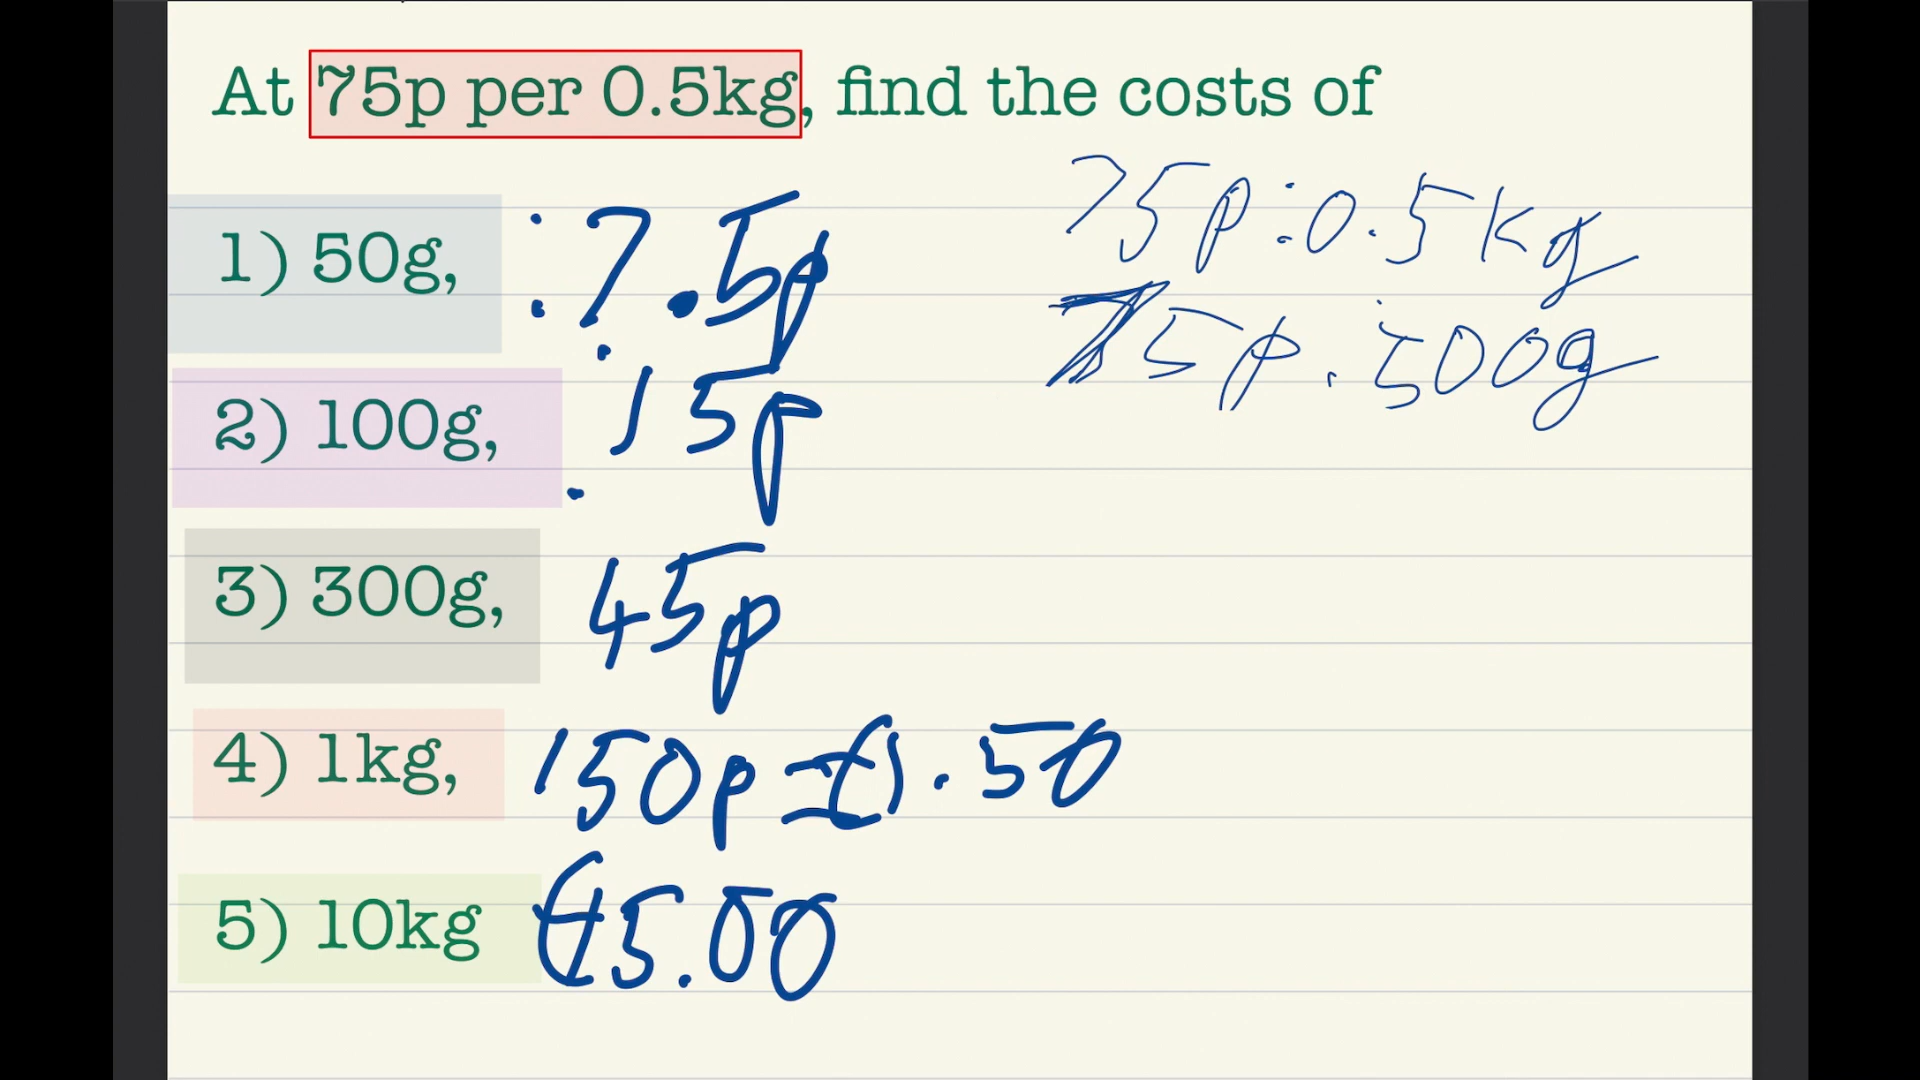 At 75p per 0.5kg, find the costs of
75p:0.5kg
1) 50g, :7.5p
75p:500g
2) 100g, :15p
3) 300g, 45p
4) 1kg, 150p=£1.50
5) 10kg £15.00